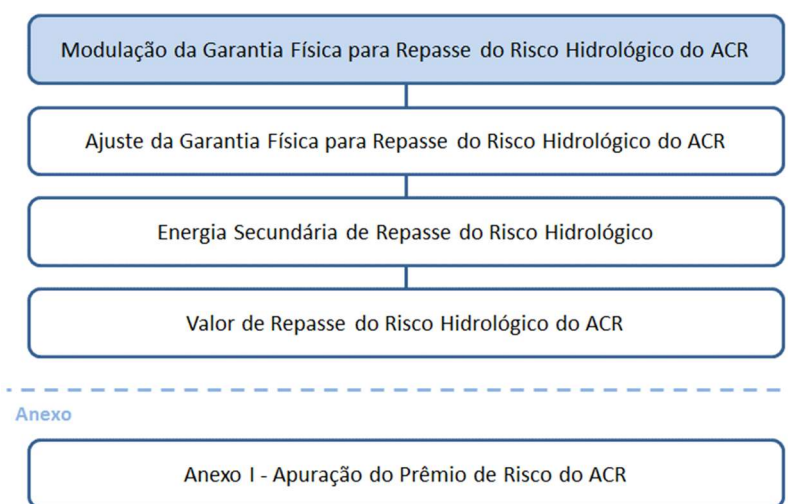 Modulação da Garantia Física para Repasse do Risco Hidrológico do ACR
Ajuste da Garantia Física para Repasse do Risco Hidrológico do ACR
Energia Secundária de Repasse do Risco Hidrológico
Valor de Repasse do Risco Hidrológico do ACR
Anexo
Anexo I - Apuração do Prêmio de Risco do ACR